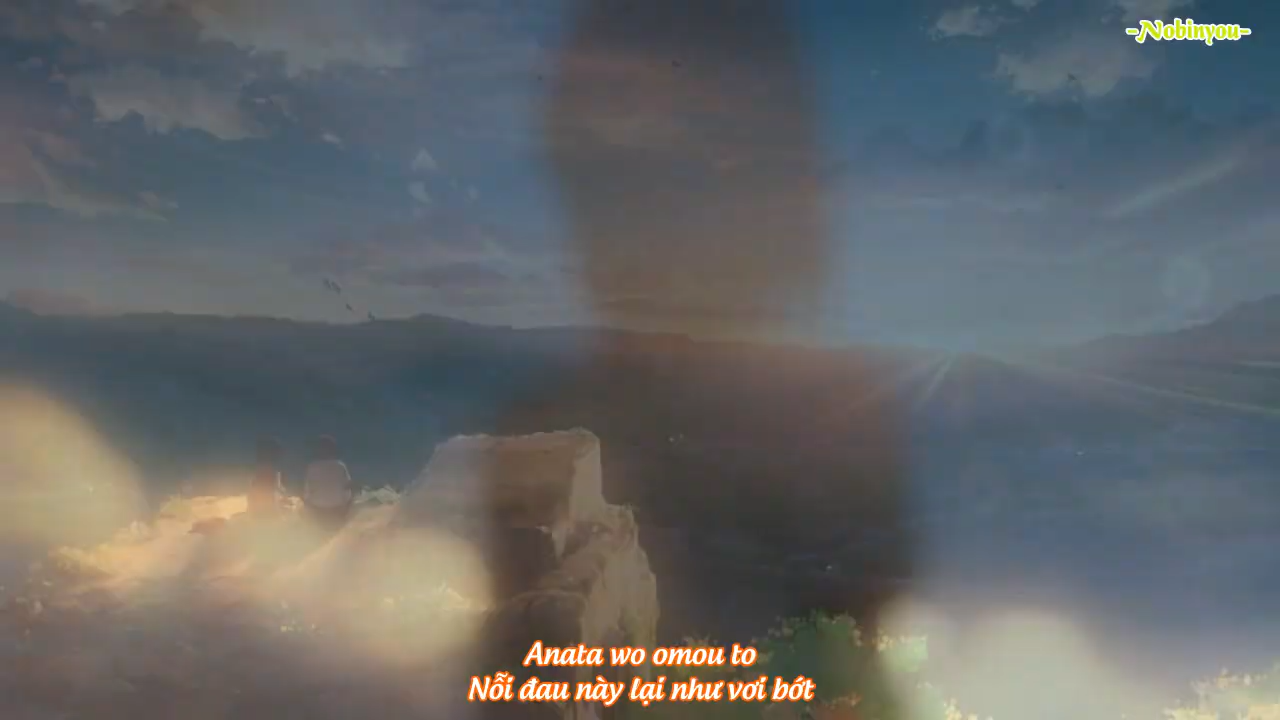 -Nobinyou-
Anata wo omou to
Nỗi đau này lại như vơi bớt